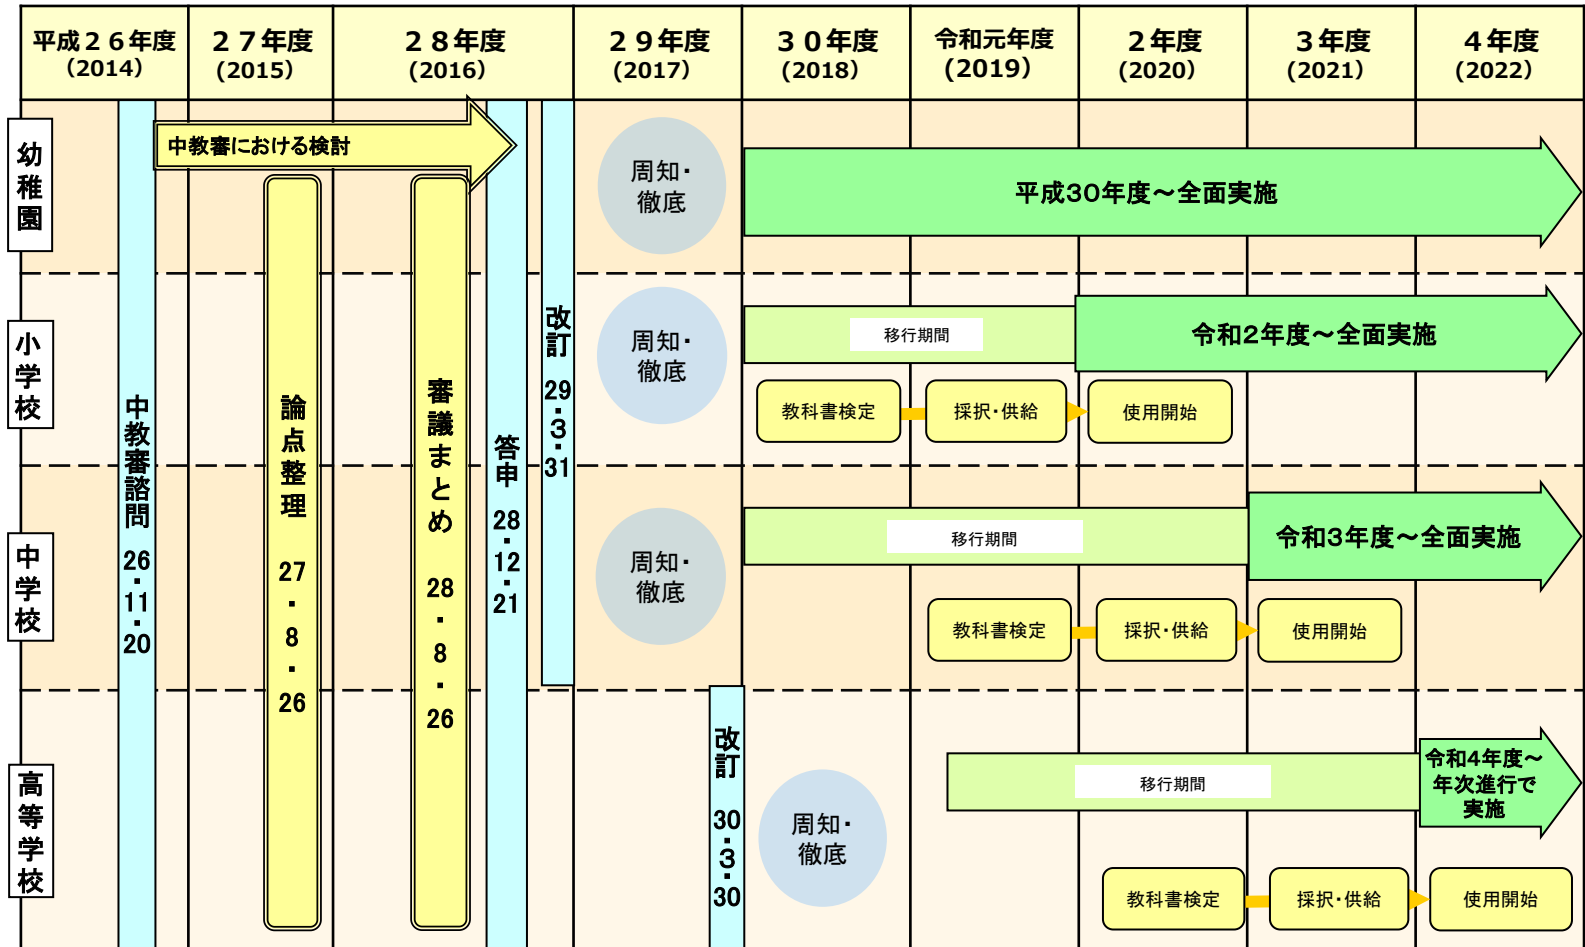 平成２６年度
（2014）
２７年度
(2015）
２８年度
(2016）
２９年度
(2017）
３０年度
(2018）
令和元年度
（2019）
２年度
(2020）
３年度
(2021）
４年度
(2022）
幼稚園
中教審における検討
周知・
徹底
平成30年度～全面実施
小学校
周知・
徹底
移行期間
令和2年度～全面実施
教科書検定
採択・供給
使用開始
中教審諮問 26・11・20
論点整理 27・8・26
審議まとめ 28・8・26
答申 28・12・21
改訂 29・3・31
中学校
周知・
徹底
移行期間
令和3年度～全面実施
教科書検定
採択・供給
使用開始
高等学校
改訂 30・3・30
周知・
徹底
移行期間
令和4年度～
年次進行で
実施
教科書検定
採択・供給
使用開始